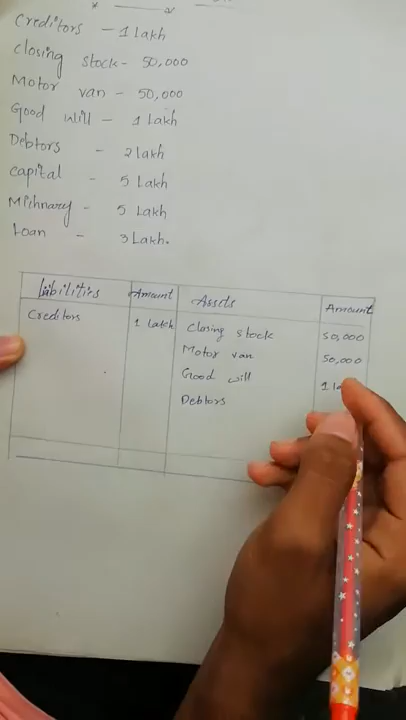 Creditors - 1 Lakh
closing stock - 50,000
Motor van - 50,000
Good will - 1 Lakh
Debtors - 2 lakh
capital - 5 Lakh
Mihnary - 5 Lakh
Loan - 3 Lakh.
Liabilities Amount Assets Amount
Creditors 1 Lakh closing stock 50,000
Motor van 50,000
Good will 1
Debtors